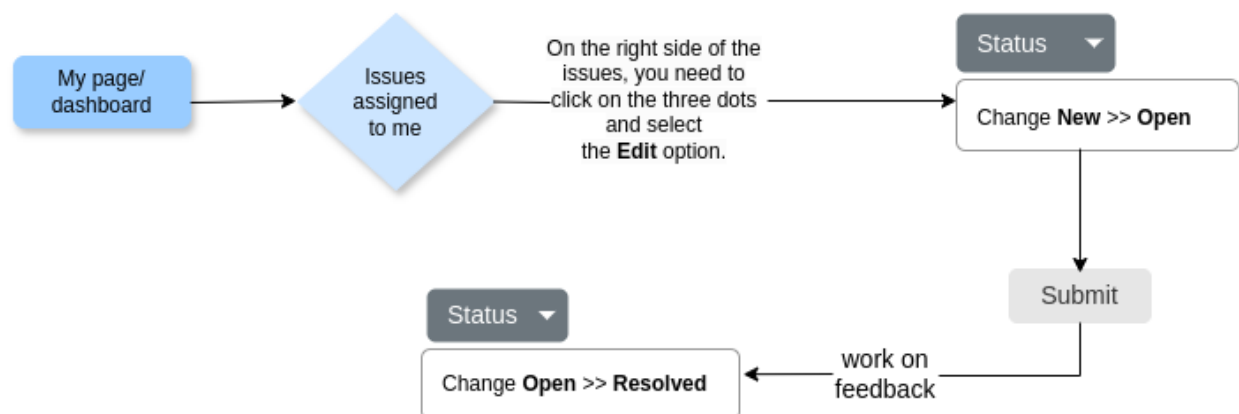 My page/
dashboard
Issues
assigned
to me
On the right side of the
issues, you need to
click on the three dots
and select
the Edit option.
Status
Change New >> Open
Submit
work on
feedback
Status
Change Open >> Resolved